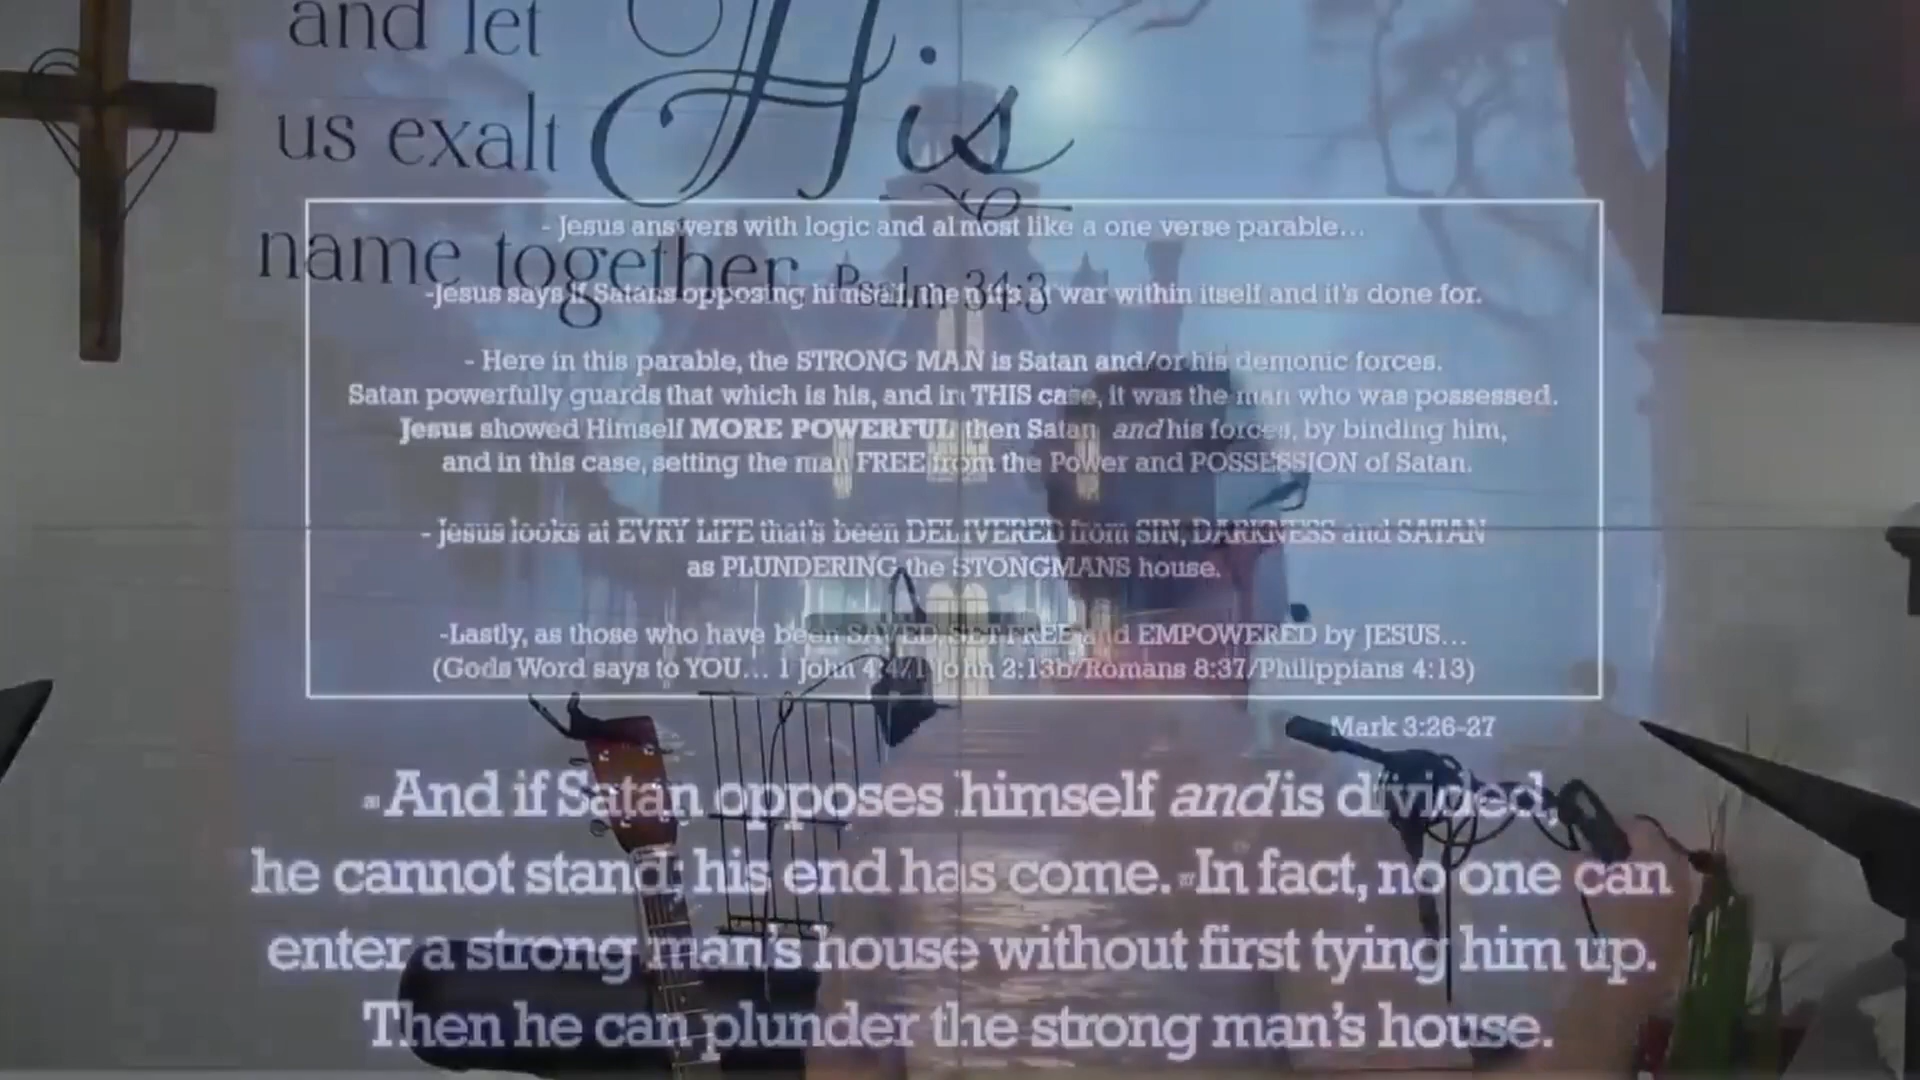 and let His
us exalt
name together. Psalm 34:3
- Jesus answers with logic and almost like a one verse parable...
-Jesus says if Satans opposing himself, then it's at war within itself and it's done for.
- Here in this parable, the STRONG MAN is Satan and/or his demonic forces.
Satan powerfully guards that which is his, and in THIS case, it was the man who was possessed.
Jesus showed Himself MORE POWERFUL then Satan and his forces, by binding him,
and in this case, setting the man FREE from the Power and POSSESSION of Satan.
- Jesus looks at EVRY LIFE that's been DELIVERED from SIN, DARKNESS and SATAN
as PLUNDERING the STONGMANS house.
-Lastly, as those who have been SAVED, SET FREE and EMPOWERED by JESUS...
(Gods Word says to YOU... 1 John 4:4/1 John 2:13b/Romans 8:37/Philippians 4:13)
Mark 3:26-27
26 And if Satan opposes himself and is divided,
he cannot stand; his end has come. 27 In fact, no one can
enter a strong man's house without first tying him up.
Then he can plunder the strong man's house.